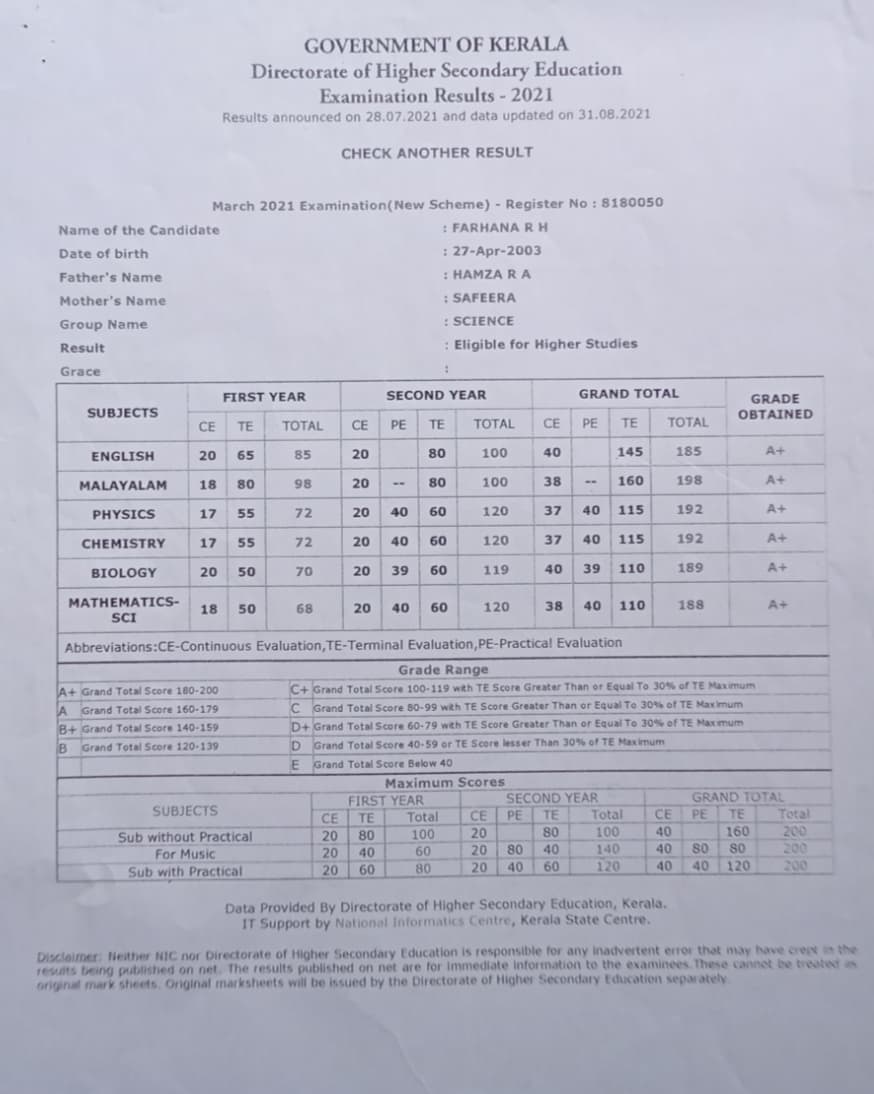 GOVERNMENT OF KERALA
Directorate of Higher Secondary Education
Examination Results - 2021
Results announced on 28.07.2021 and data updated on 31.08.2021
CHECK ANOTHER RESULT
March 2021 Examination(New Scheme) - Register No : 8180050
Name of the Candidate : FARHANA R H
Date of birth : 27-Apr-2003
Father's Name : HAMZA R A
Mother's Name : SAFEERA
Group Name : SCIENCE
Result : Eligible for Higher Studies
Grace :
SUBJECTS FIRST YEAR SECOND YEAR GRAND TOTAL GRADE OBTAINED
CE TE TOTAL CE PE TE TOTAL CE PE TE TOTAL
ENGLISH 20 65 85 20 80 100 40 145 185 A+
MALAYALAM 18 80 98 20 -- 80 100 38 -- 160 198 A+
PHYSICS 17 55 72 20 40 60 120 37 40 115 192 A+
CHEMISTRY 17 55 72 20 40 60 120 37 40 115 192 A+
BIOLOGY 20 50 70 20 39 60 119 40 39 110 189 A+
MATHEMATICS-SCI 18 50 68 20 40 60 120 38 40 110 188 A+
Abbreviations:CE-Continuous Evaluation,TE-Terminal Evaluation,PE-Practical Evaluation
Grade Range
A+ Grand Total Score 180-200 C+ Grand Total Score 100-119 with TE Score Greater Than or Equal To 30% of TE Maximum
A Grand Total Score 160-179 C Grand Total Score 80-99 with TE Score Greater Than or Equal To 30% of TE Maximum
B+ Grand Total Score 140-159 D+ Grand Total Score 60-79 with TE Score Greater Than or Equal To 30% of TE Maximum
B Grand Total Score 120-139 D Grand Total Score 40-59 or TE Score lesser Than 30% of TE Maximum
E Grand Total Score Below 40
Maximum Scores
SUBJECTS FIRST YEAR SECOND YEAR GRAND TOTAL
CE TE Total CE PE TE Total CE PE TE Total
Sub without Practical 20 80 100 20 80 100 40 160 200
For Music 20 40 60 20 80 40 140 40 80 80 200
Sub with Practical 20 60 80 20 40 60 120 40 40 120 200
Data Provided By Directorate of Higher Secondary Education, Kerala.
IT Support by National Informatics Centre, Kerala State Centre.
Disclaimer: Neither NIC nor Directorate of Higher Secondary Education is responsible for any inadvertent error that may have crept in the
results being published on net. The results published on net are for immediate information to the examinees.These cannot be treated as
original mark sheets. Original marksheets will be issued by the Directorate of Higher Secondary Education separately.